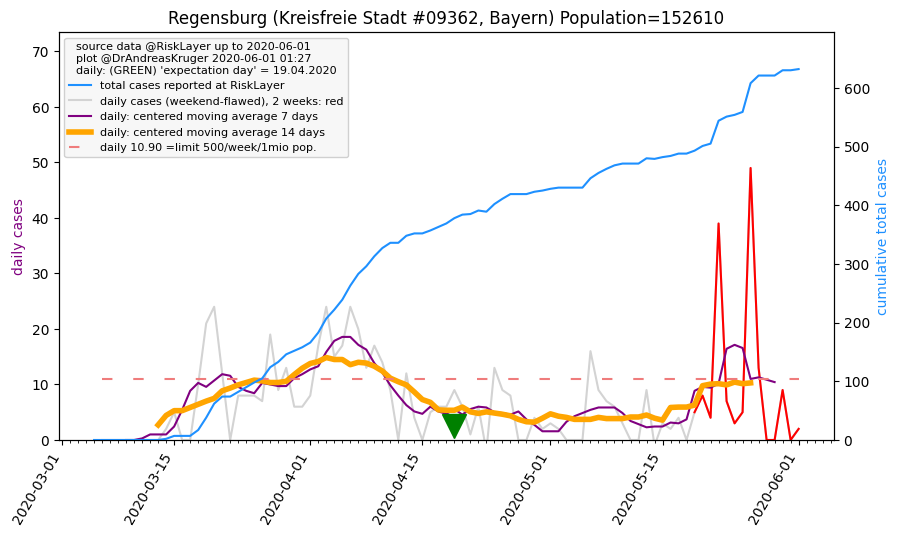 Regensburg (Kreisfreie Stadt #09362, Bayern) Population=152610
source data @RiskLayer up to 2020-06-01
plot @DrAndreasKruger 2020-06-01 01:27
daily: (GREEN) 'expectation day' = 19.04.2020
total cases reported at RiskLayer
daily cases (weekend-flawed), 2 weeks: red
daily: centered moving average 7 days
daily: centered moving average 14 days
daily 10.90 =limit 500/week/1mio pop.
daily cases
70
60
50
40
30
20
10
0
cumulative total cases
600
500
400
300
200
100
0
2020-03-01
2020-03-15
2020-04-01
2020-04-15
2020-05-01
2020-05-15
2020-06-01